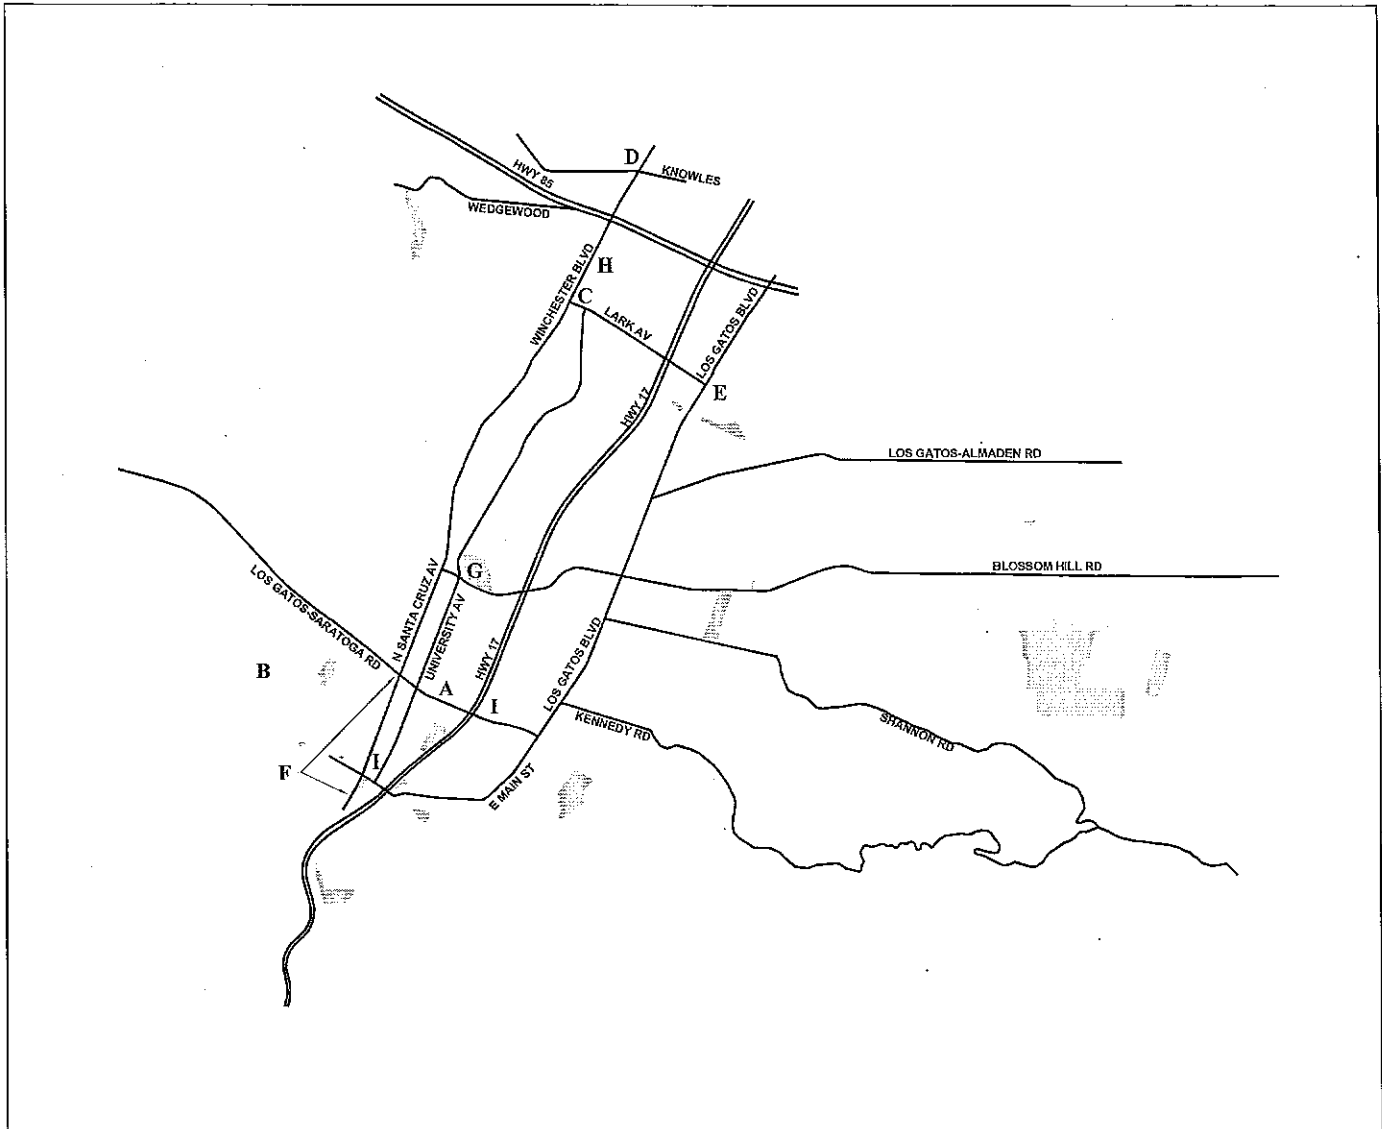 D
KNOWLES
HWY 85
WEDGEWOOD
WINCHESTER BLVD
H
C
LARK AV
LOS GATOS BLVD
E
HWY 17
LOS GATOS-ALMADEN RD
BLOSSOM HILL RD
G
N SANTA CRUZ AV
UNIVERSITY AV
LOS GATOS-SARATOGA RD
HWY 17
B
A
I
LOS GATOS BLVD
KENNEDY RD
SHANNON RD
F
I
E MAIN ST